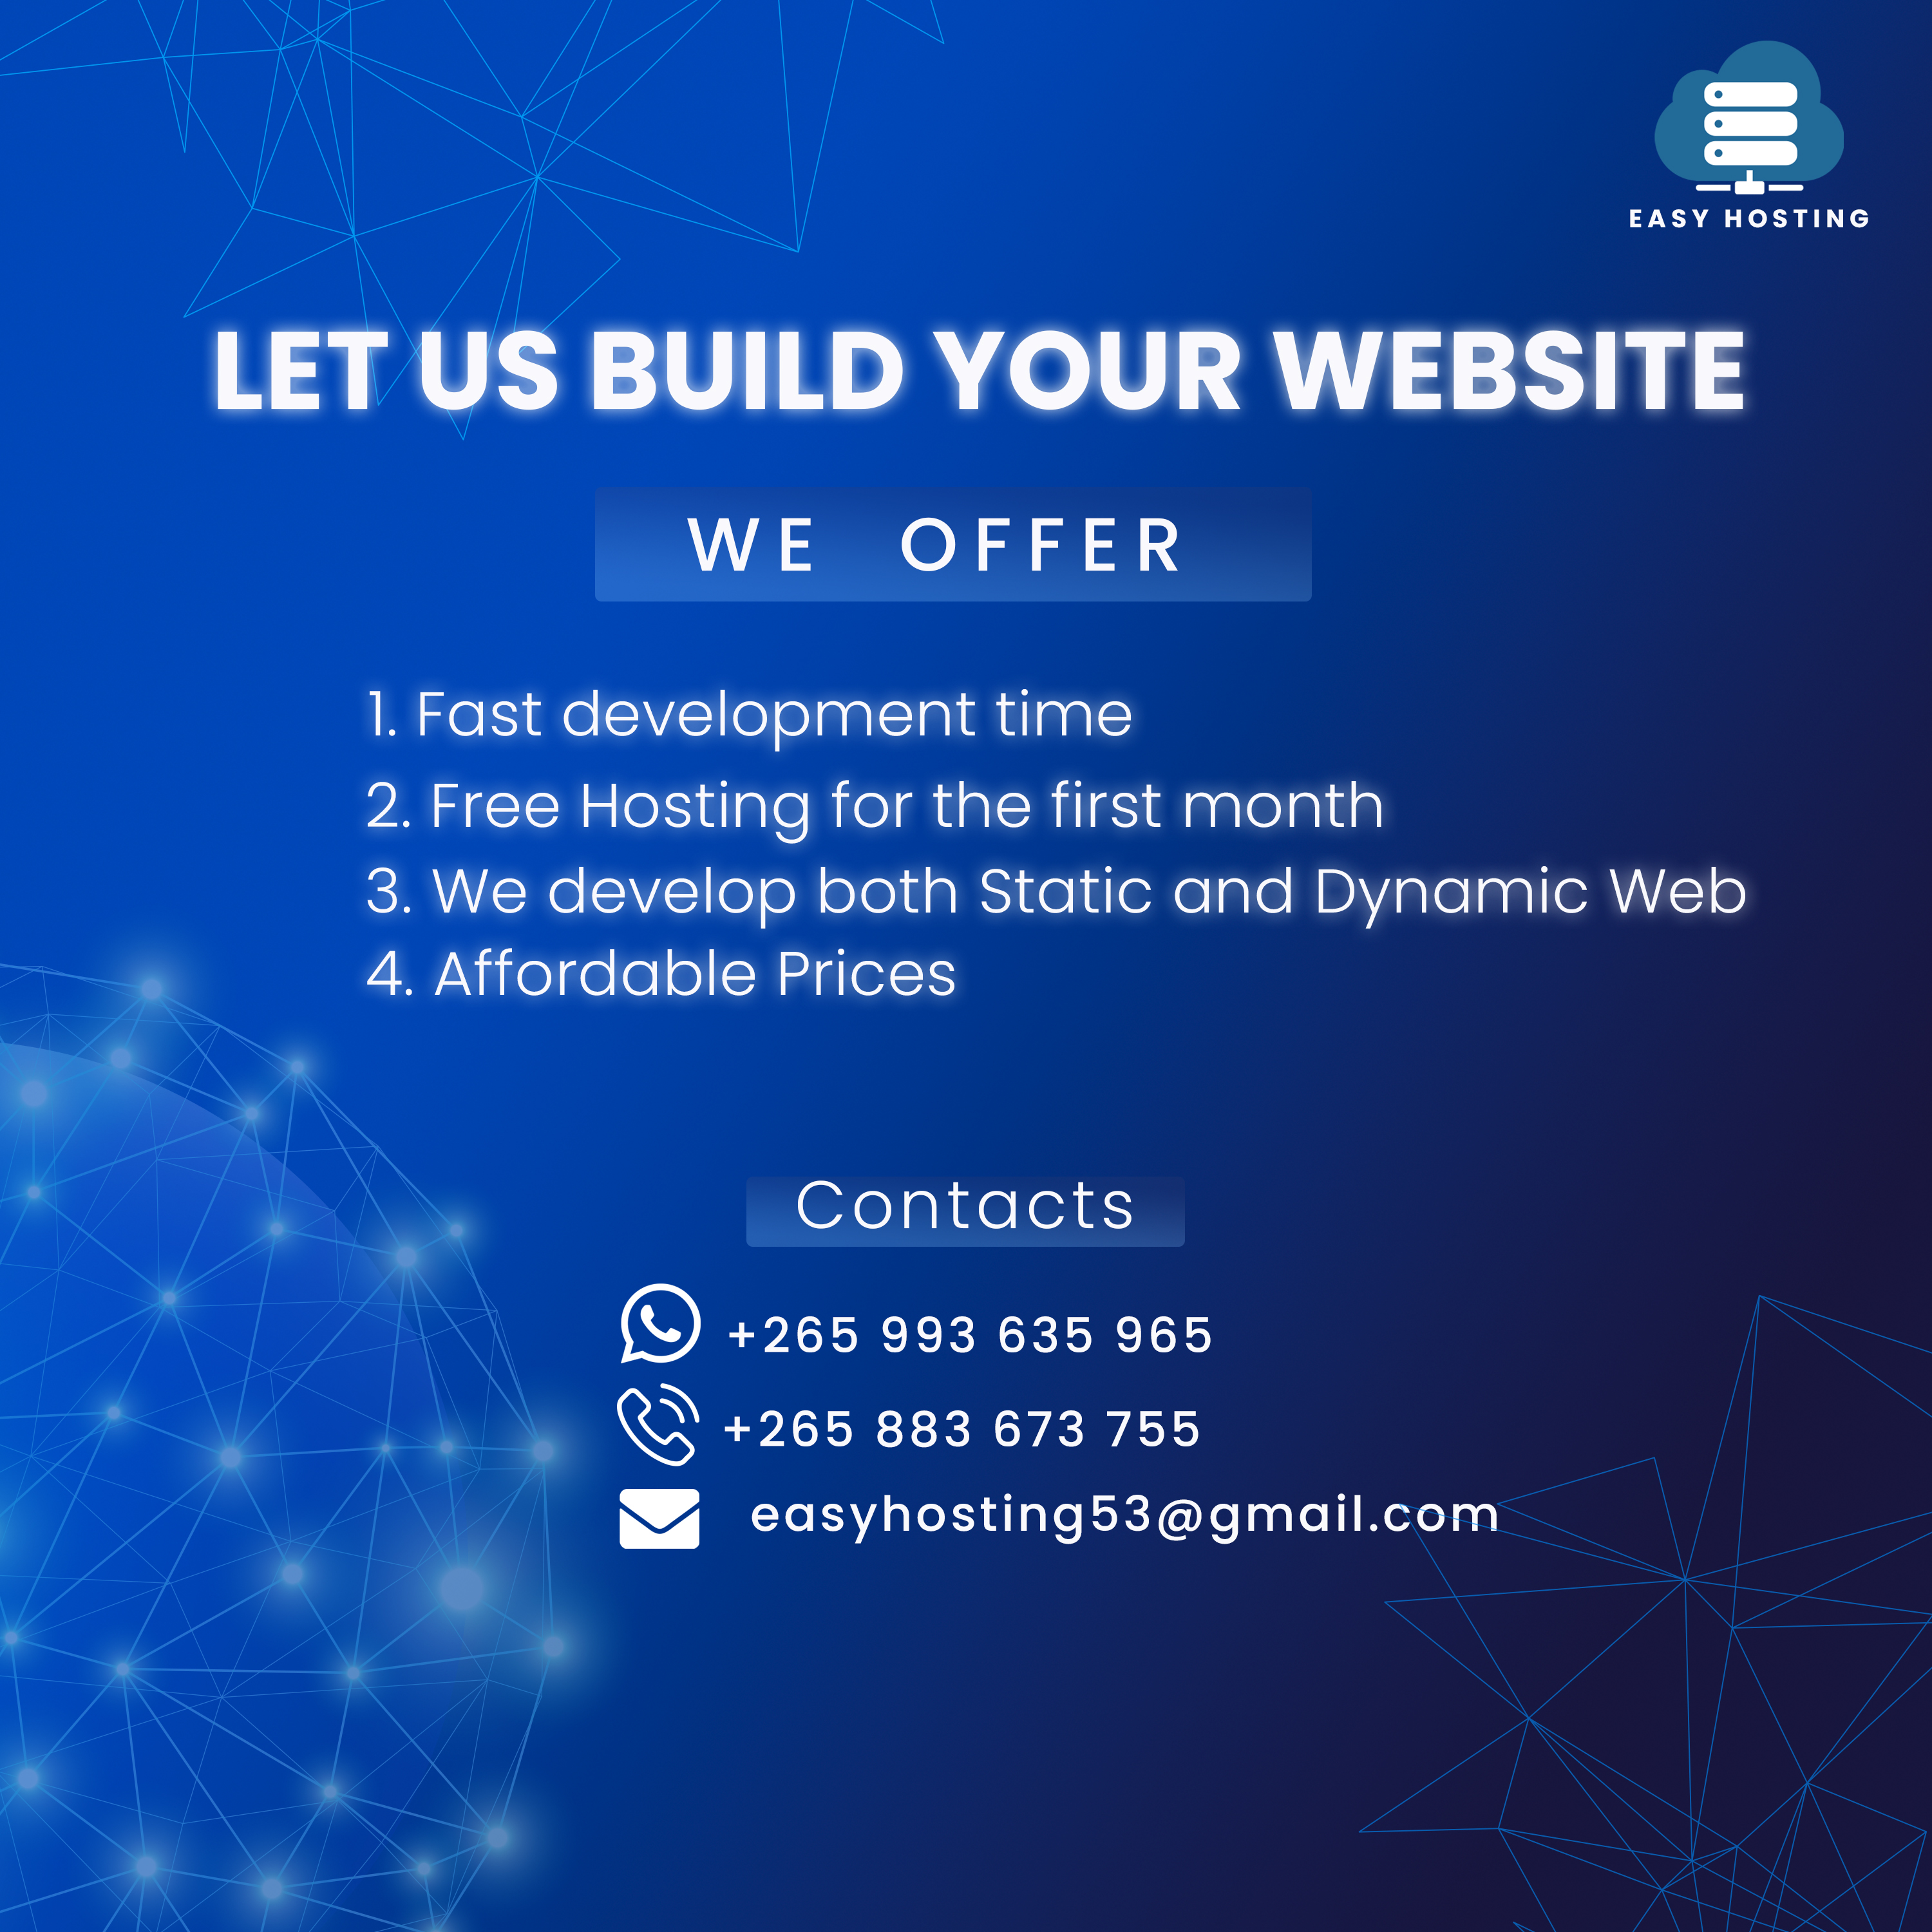 EASY HOSTING
LET US BUILD YOUR WEBSITE
WE OFFER
1. Fast development time
2. Free Hosting for the first month
3. We develop both Static and Dynamic Web
4. Affordable Prices
Contacts
+265 993 635 965
+265 883 673 755
easyhosting53@gmail.com